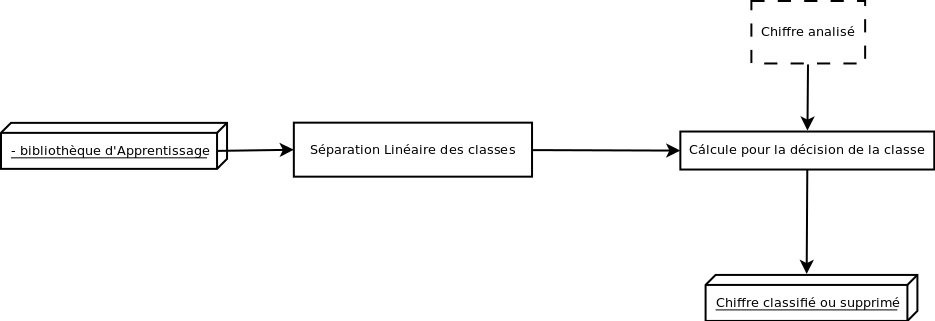 Chiffre analisé
- bibliothèque d'Apprentissage
Séparation Linéaire des classes
Cálcule pour la décision de la classe
Chiffre classifié ou supprimé